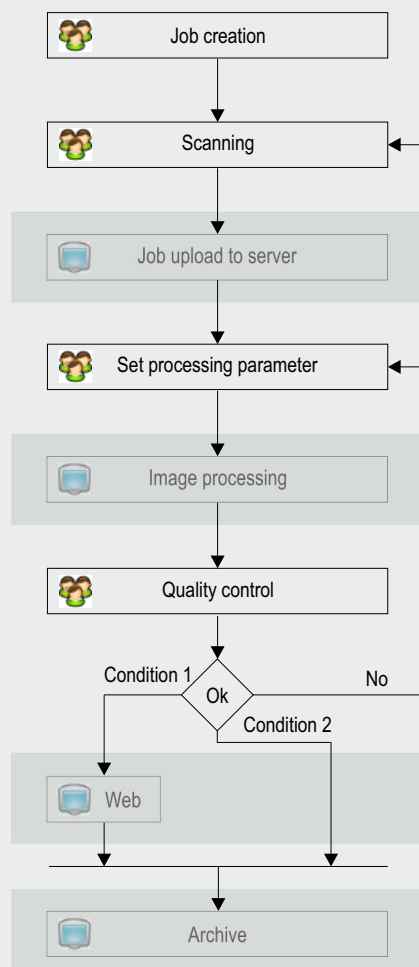 Job creation
Scanning
Job upload to server
Set processing parameter
Image processing
Quality control
Condition 1
Ok
No
Condition 2
Web
Archive